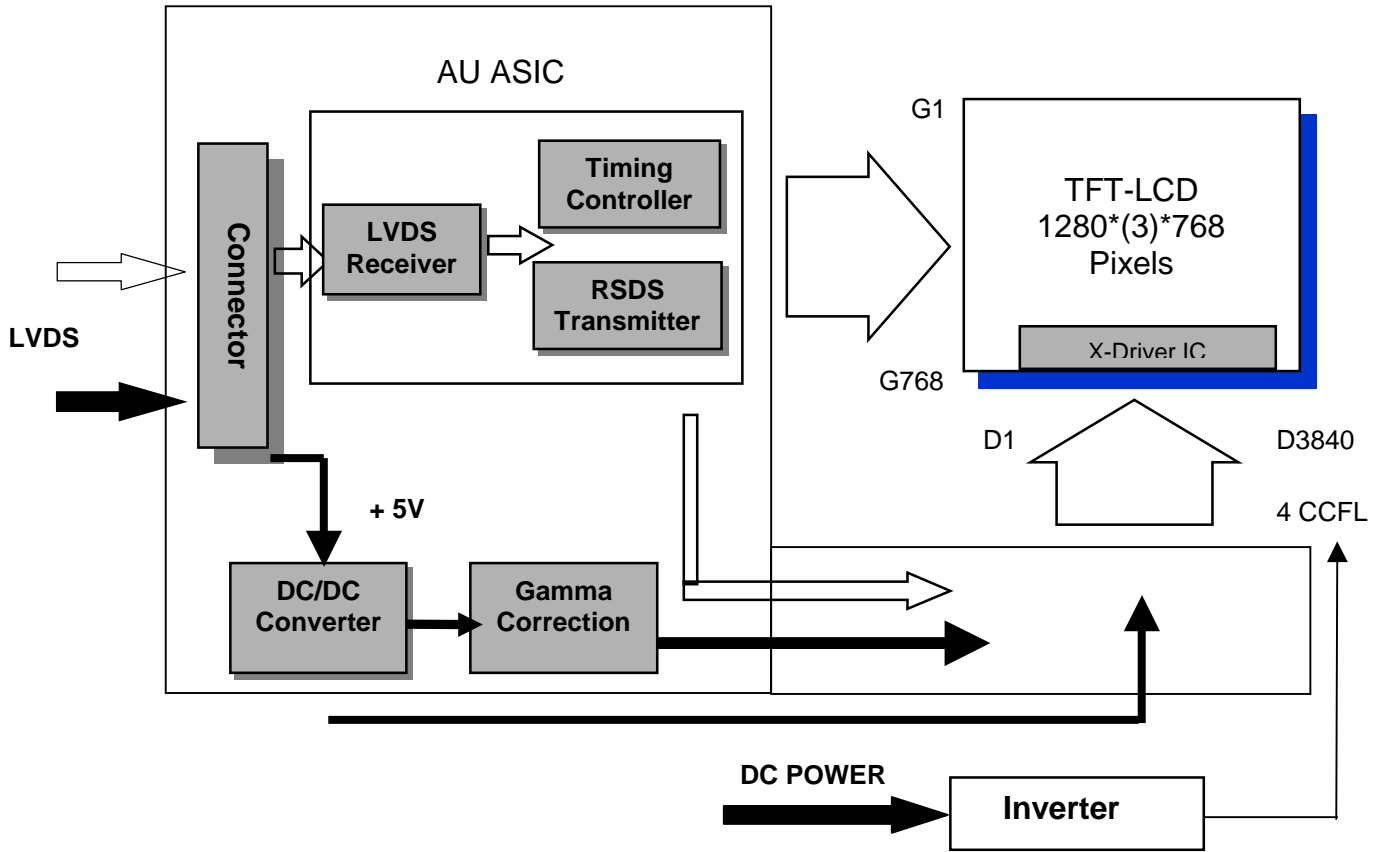 AU ASIC
G1
Timing
Controller
TFT-LCD
1280*(3)*768
Pixels
Connector
LVDS
Receiver
RSDS
Transmitter
LVDS
X-Driver IC
G768
D1
D3840
+ 5V
4 CCFL
DC/DC
Converter
Gamma
Correction
DC POWER
Inverter